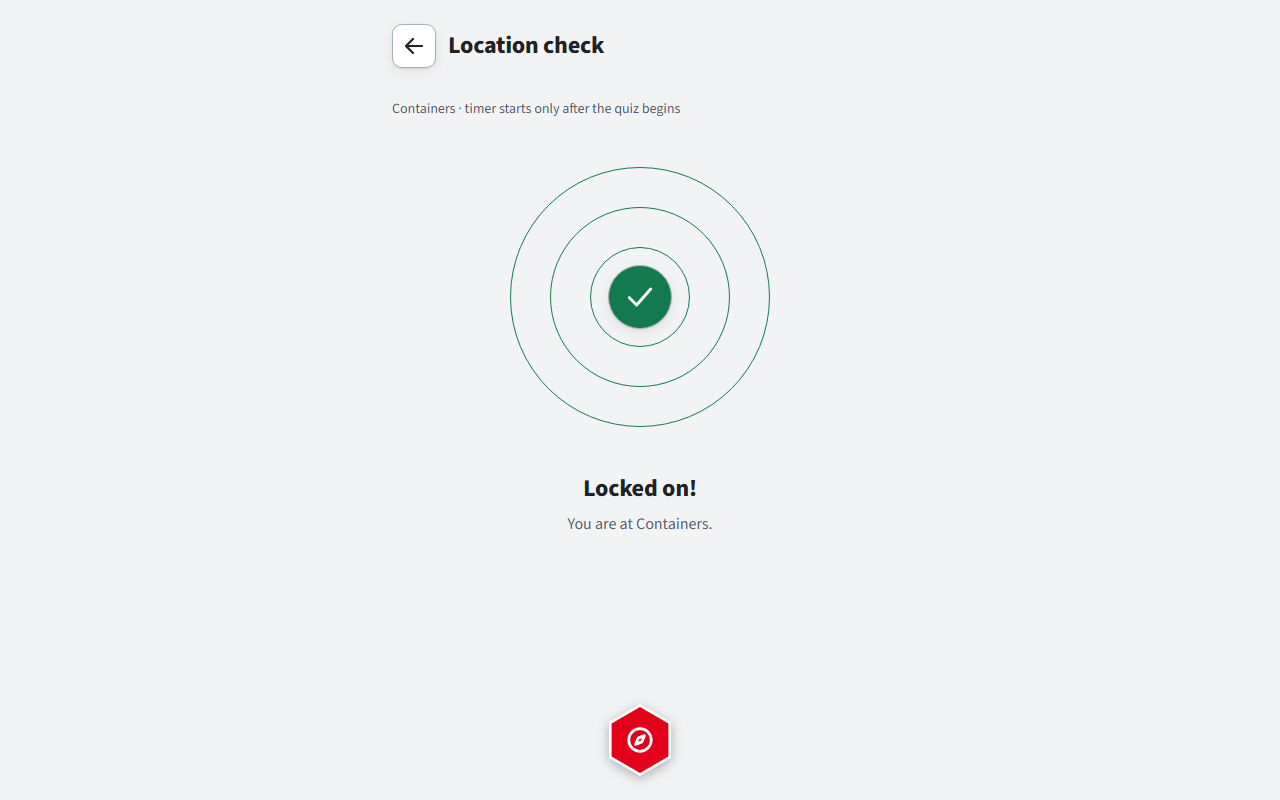 Location check
Containers · timer starts only after the quiz begins
Locked on!
You are at Containers.